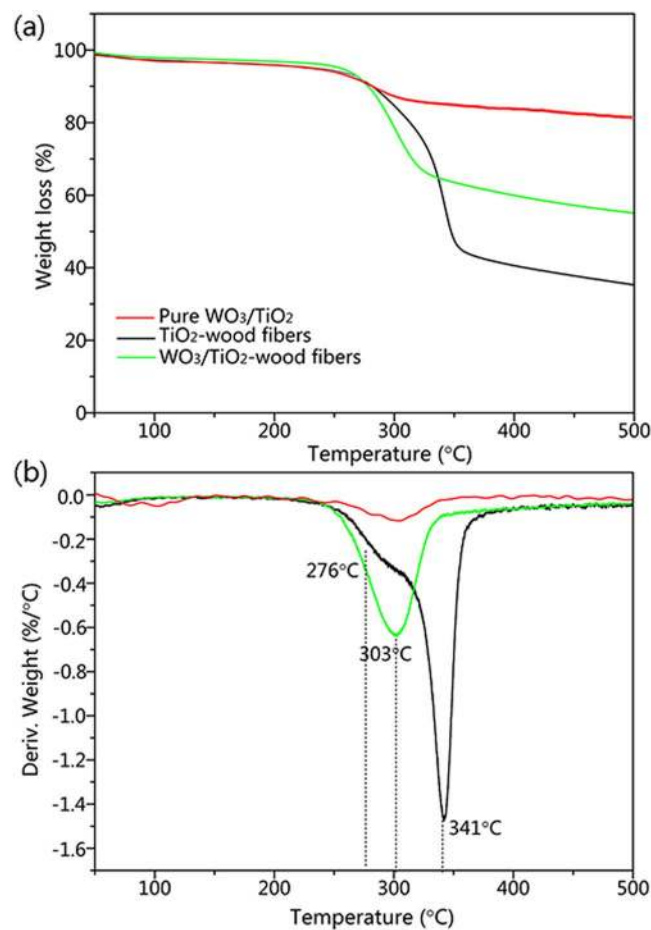 (a)
100
80
60
40
20
0
Weight loss (%)
Pure WO₃/TiO₂
TiO₂-wood fibers
WO₃/TiO₂-wood fibers
100 200 300 400 500
Temperature (°C)
(b)
0.0
-0.2
-0.4
-0.6
-0.8
-1.0
-1.2
-1.4
-1.6
Deriv. Weight (%/°C)
276°C
303°C
341°C
100 200 300 400 500
Temperature (°C)